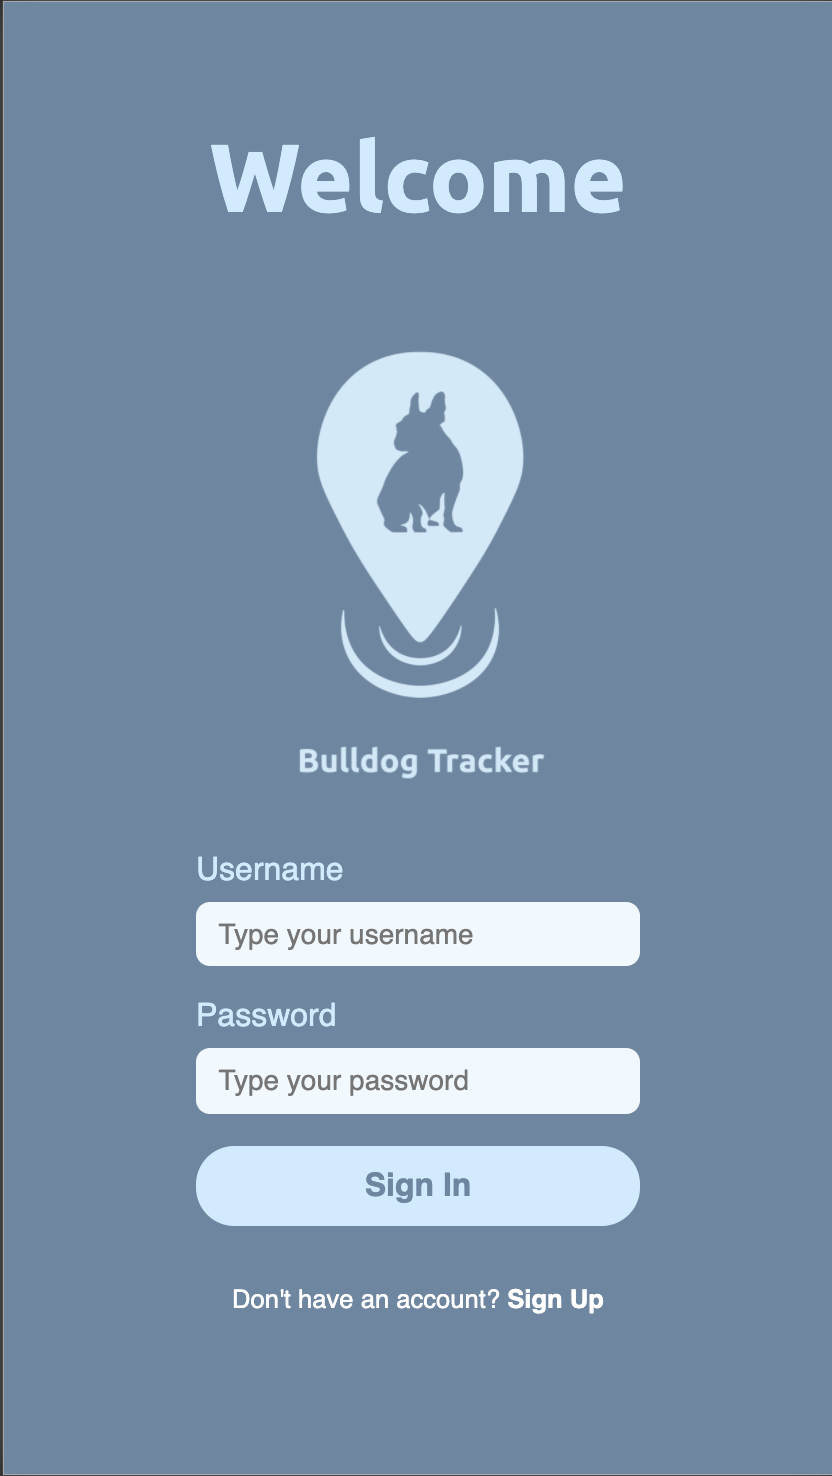 Welcome
Bulldog Tracker
Username
Type your username
Password
Type your password
Sign In
Don't have an account? Sign Up